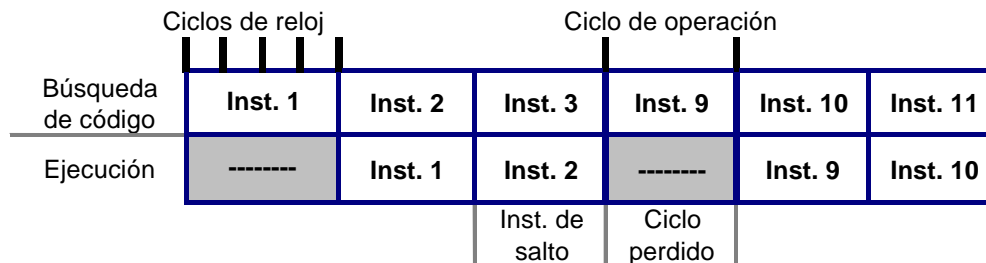 Ciclos de reloj Ciclo de operación
Búsqueda de código Inst. 1 Inst. 2 Inst. 3 Inst. 9 Inst. 10 Inst. 11
Ejecución -------- Inst. 1 Inst. 2 -------- Inst. 9 Inst. 10
Inst. de salto Ciclo perdido